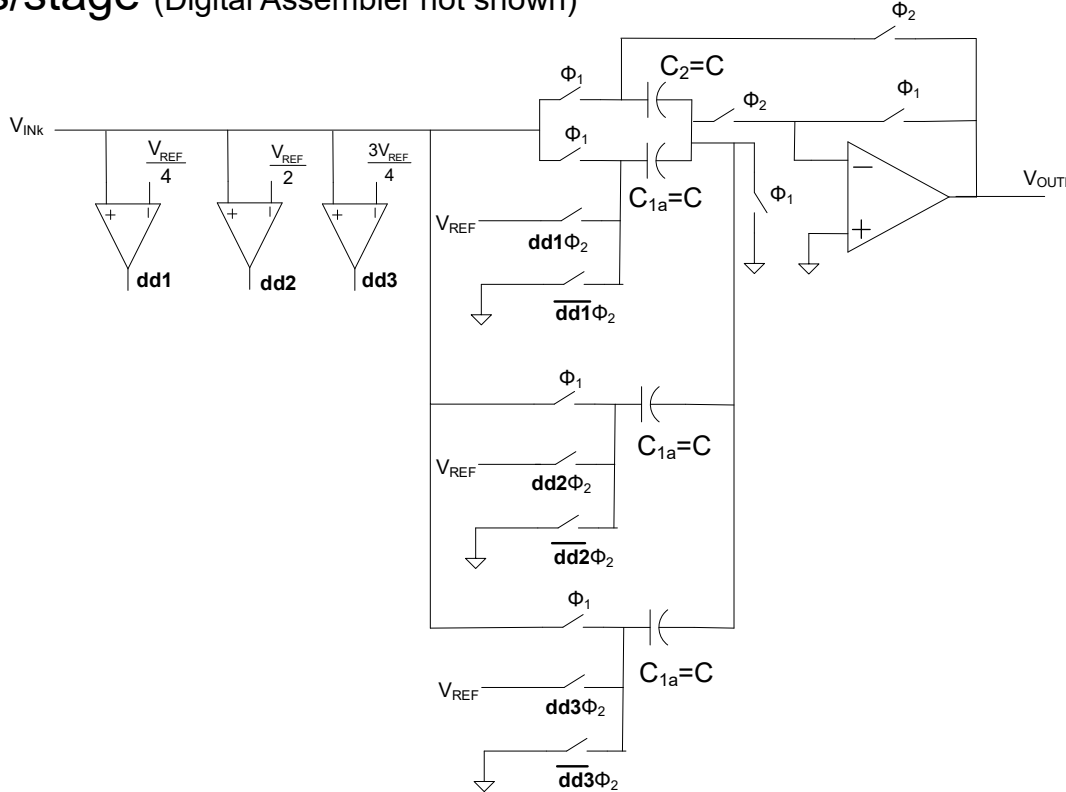 s/stage (Digital Assembler not shown)
Φ2
Φ1
C2=C
Φ2
Φ1
VINk
Φ1
VREF/4
VREF/2
3VREF/4
+ –
+ –
+ –
C1a=C
Φ1
–
+
VOUT
VREF
dd1Φ2
dd1
dd2
dd3
dd1Φ2
Φ1
C1a=C
VREF
dd2Φ2
dd2Φ2
Φ1
C1a=C
VREF
dd3Φ2
dd3Φ2